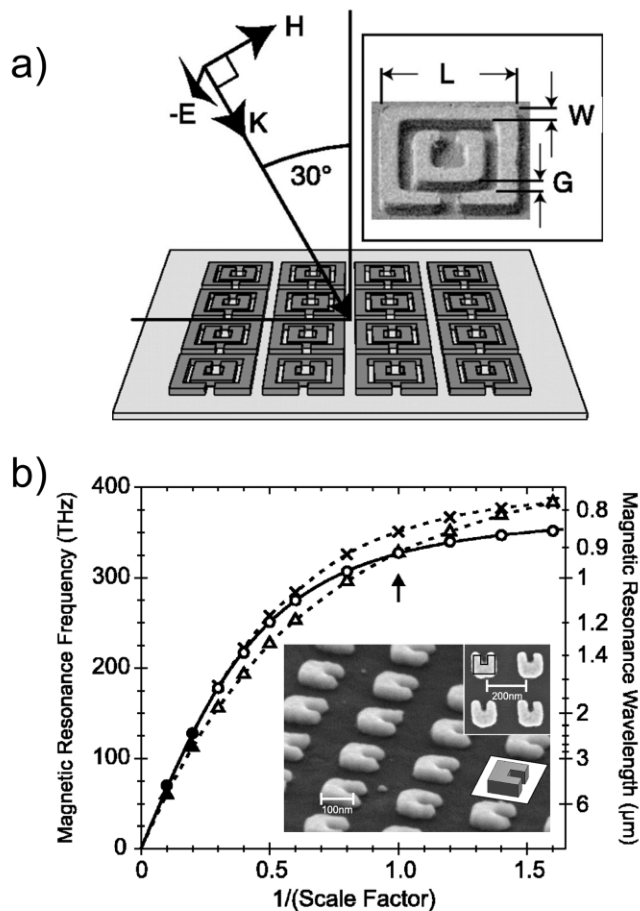 a)
H
-E
K
30°
L
W
G
b)
Magnetic Resonance Frequency (THz)
400
300
200
100
0
0
0.5
1.0
1.5
1/(Scale Factor)
Magnetic Resonance Wavelength (μm)
0.8
0.9
1
1.2
1.4
2
3
6
200nm
100nm